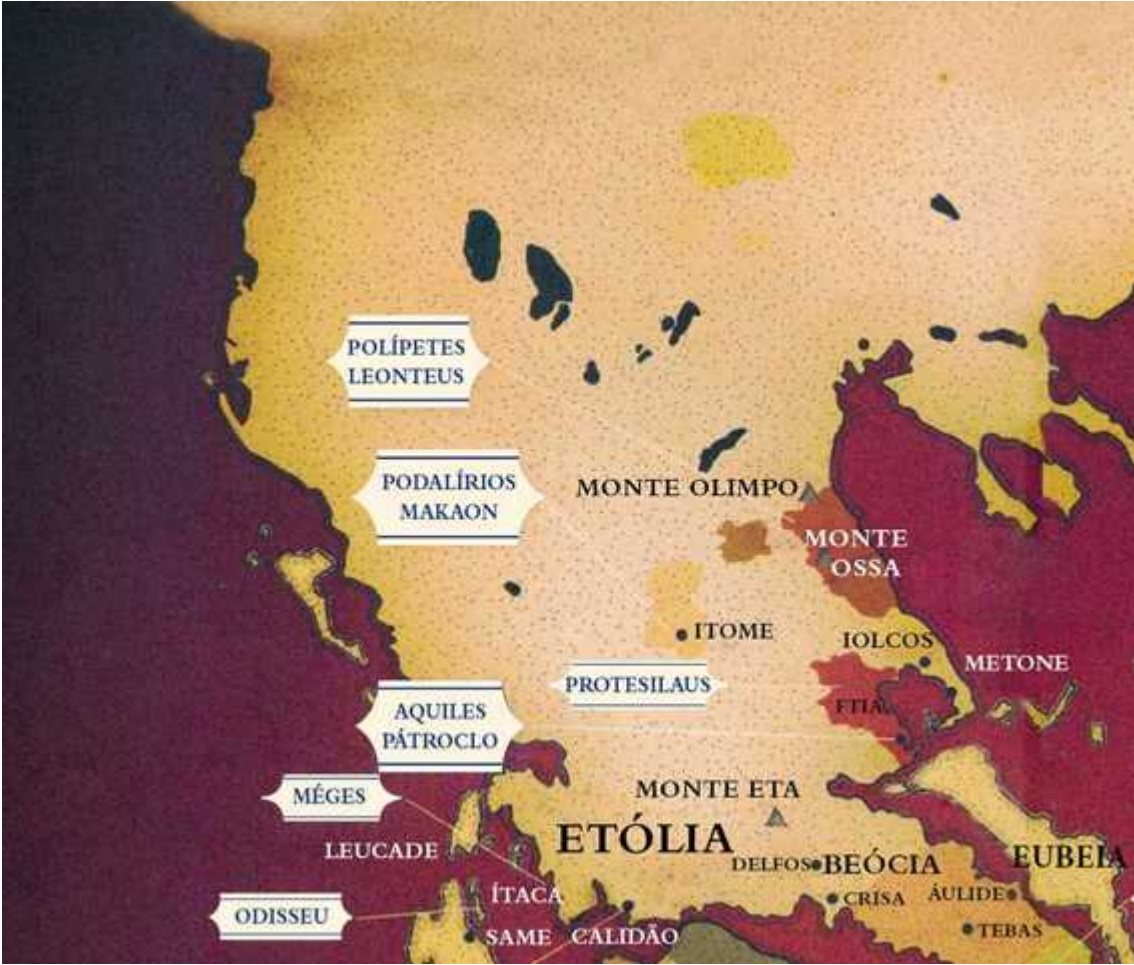 POLÍPETES
LEONTEUS
PODALÍRIOS
MAKAON
MONTE OLIMPO
MONTE
OSSA
ITOME
IOLCOS
METONE
PROTESILAUS
FTIA
AQUILES
PÁTROCLO
MÉGES
MONTE ETA
LEUCADE
ETÓLIA
DELFOS
BEÓCIA
EUBEIA
ÍTACA
CRISA
ÁULIDE
ODISSEU
SAME
CALIDÃO
TEBAS